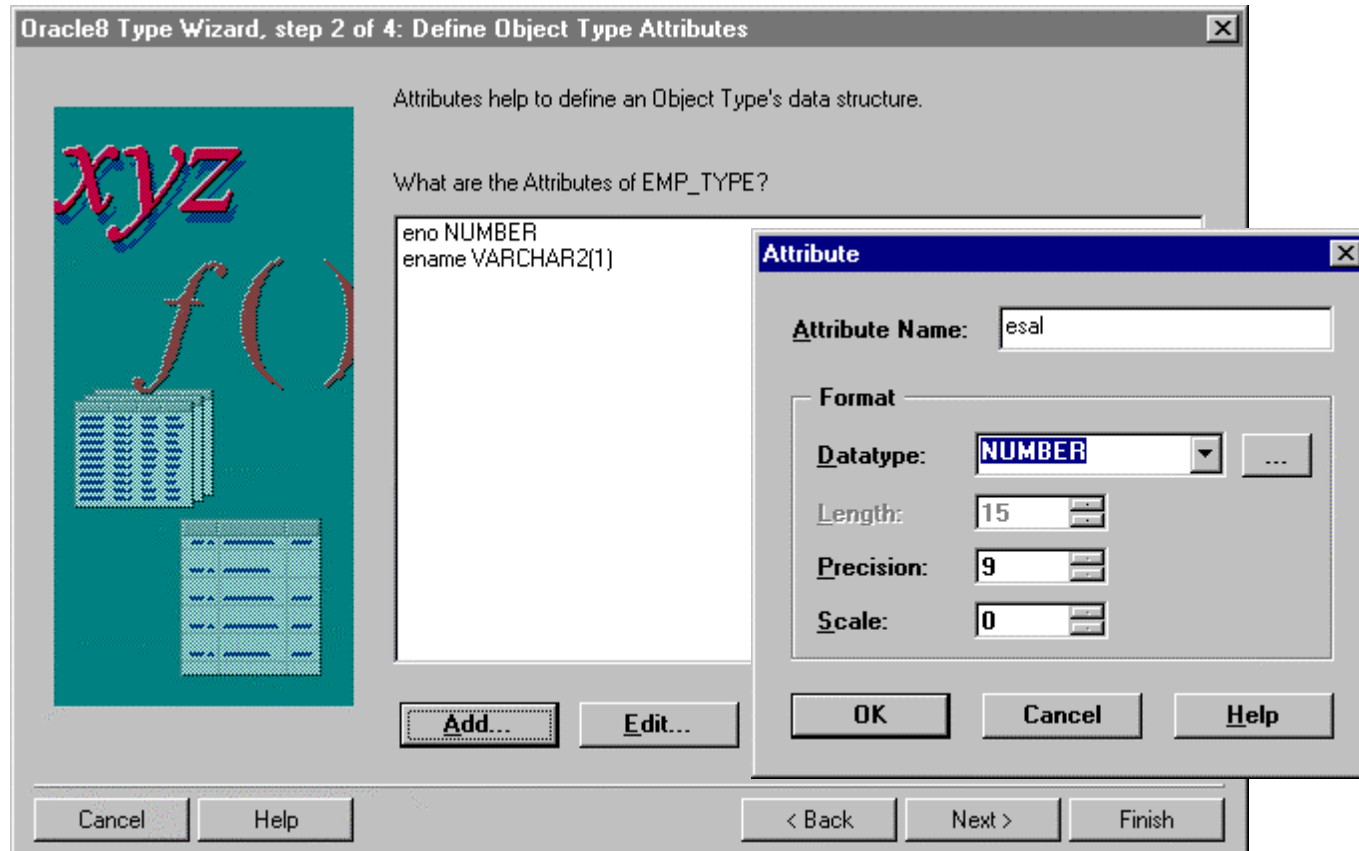 Oracle8 Type Wizard, step 2 of 4: Define Object Type Attributes
Attributes help to define an Object Type's data structure.
xyz
What are the Attributes of EMP_TYPE?
eno NUMBER
ename VARCHAR2(1)
f()
Attribute
Attribute Name: esal
Format
Datatype: NUMBER ...
Length: 15
Precision: 9
Scale: 0
OK Cancel Help
Add... Edit...
Cancel Help < Back Next > Finish